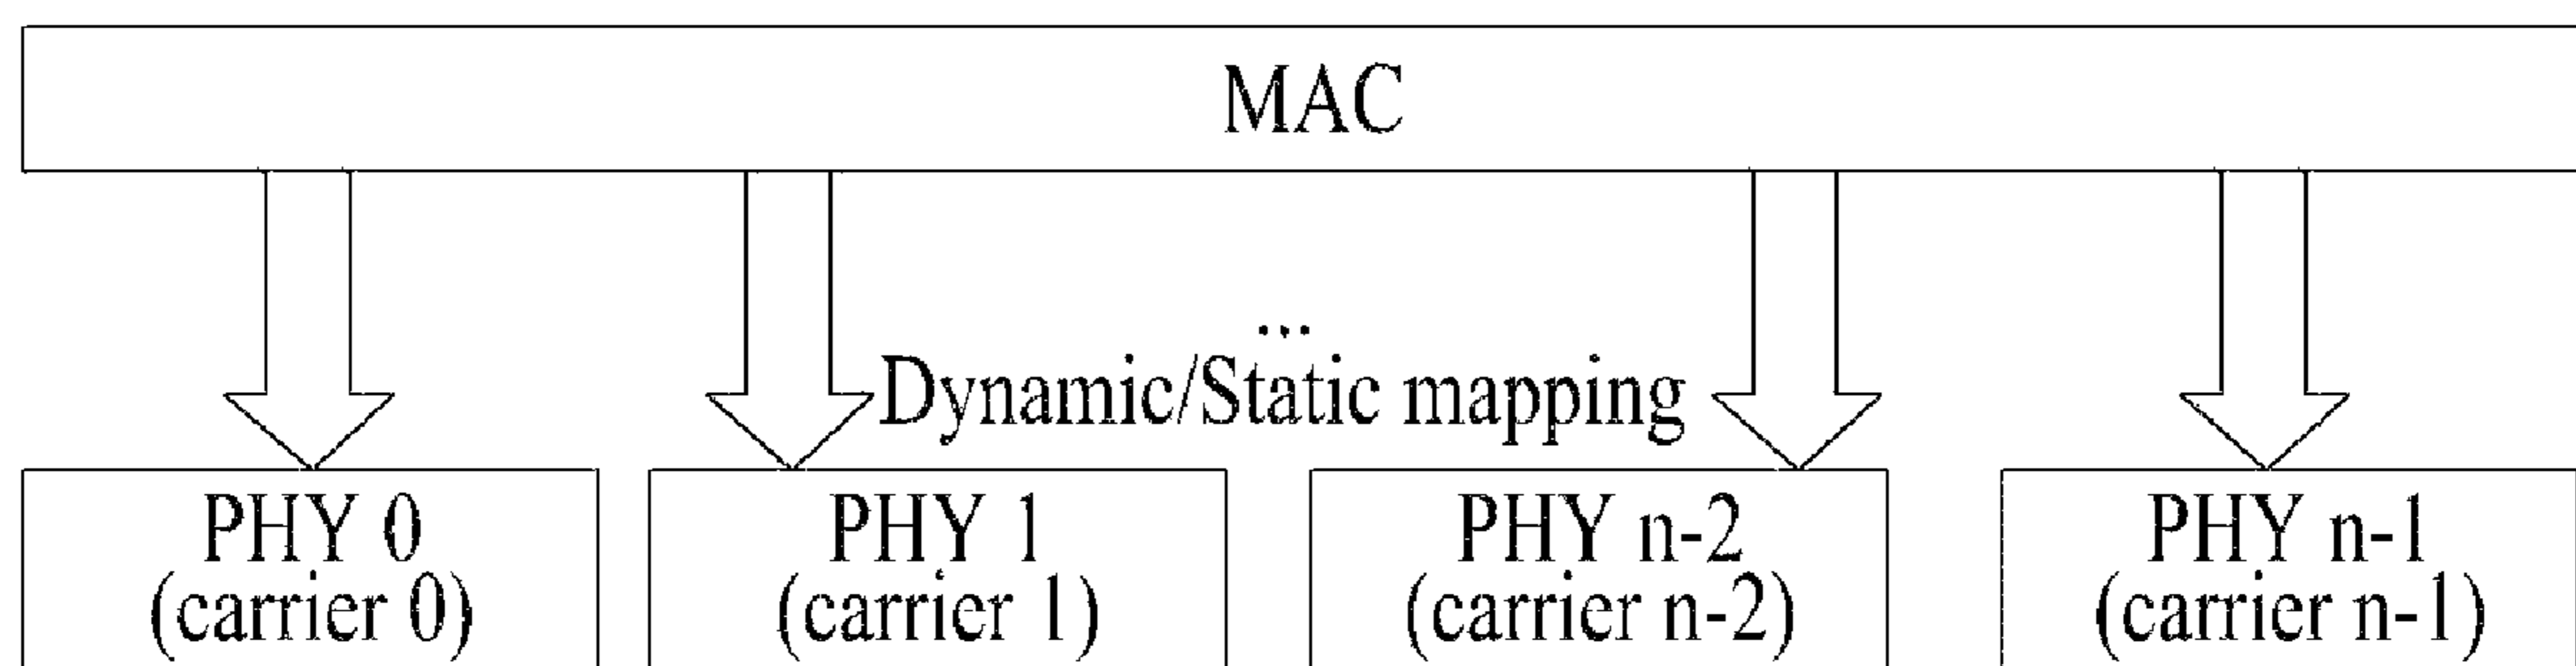 MAC
...
Dynamic/Static mapping
PHY 0
(carrier 0)
PHY 1
(carrier 1)
PHY n-2
(carrier n-2)
PHY n-1
(carrier n-1)